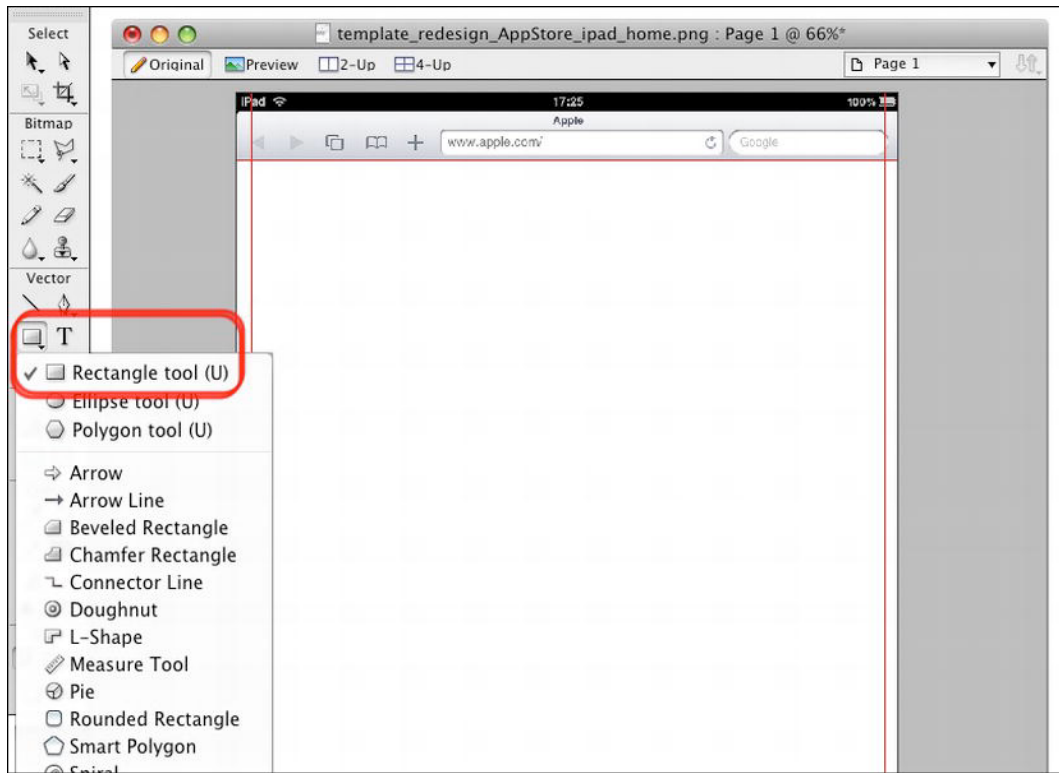 Select
template_redesign_AppStore_ipad_home.png : Page 1 @ 66%*
Original Preview 2-Up 4-Up Page 1
iPad 17:25 100%
Bitmap
Apple
www.apple.com/ Google
Vector
T
Rectangle tool (U)
Ellipse tool (U)
Polygon tool (U)
Arrow
Arrow Line
Beveled Rectangle
Chamfer Rectangle
Connector Line
Doughnut
L-Shape
Measure Tool
Pie
Rounded Rectangle
Smart Polygon
Spiral